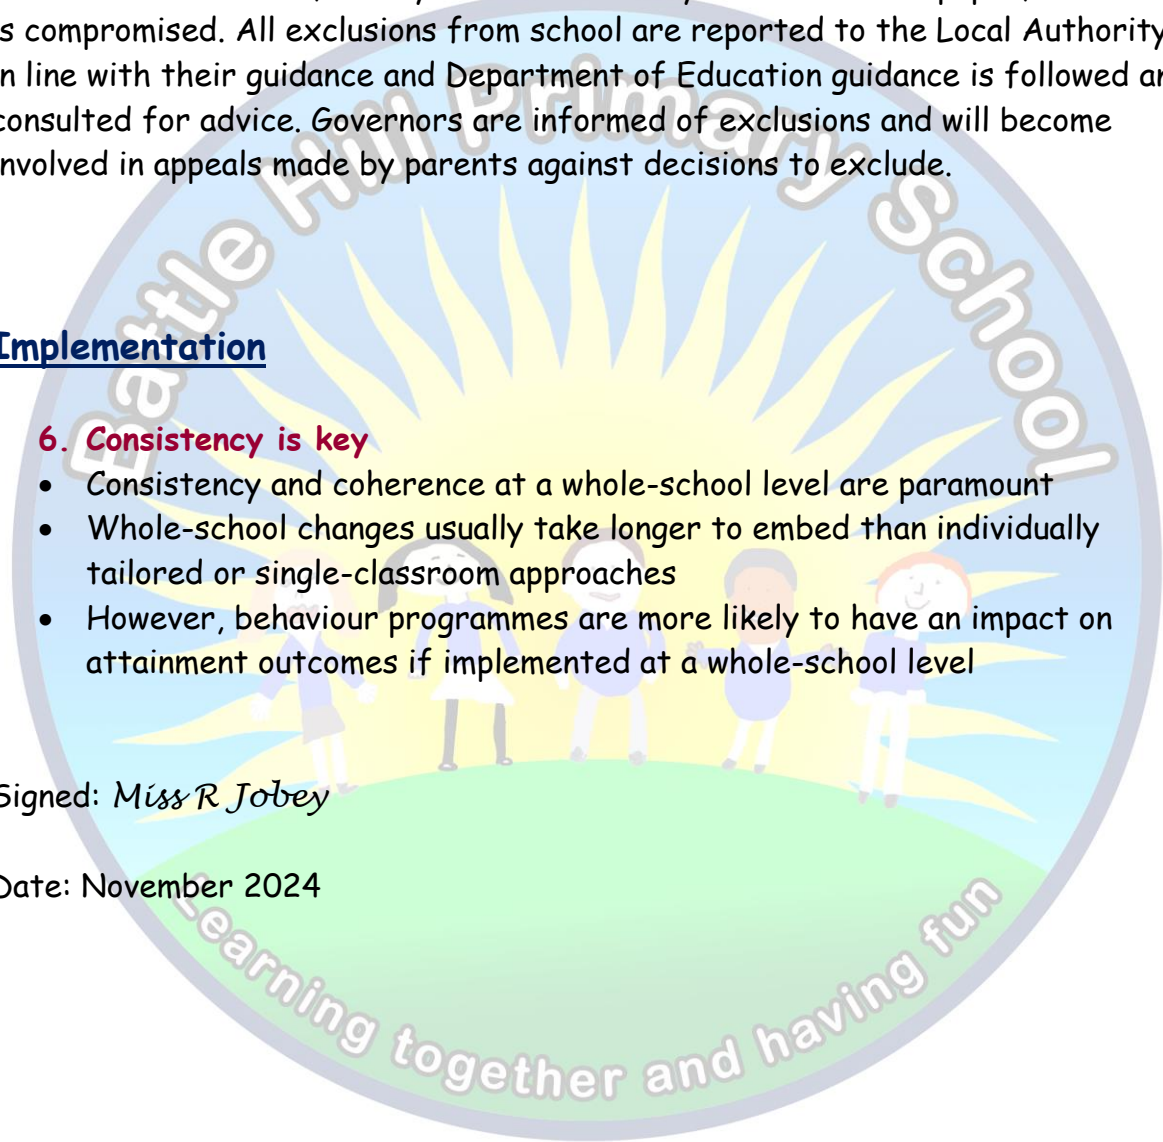 s compromised. All exclusions from school are reported to the Local Authority
n line with their guidance and Department of Education guidance is followed
consulted for advice. Governors are informed of exclusions and will become
nvolved in appeals made by parents against decisions to exclude.
Battle Hill Primary School
Implementation
6. Consistency is key
• Consistency and coherence at a whole-school level are paramount
• Whole-school changes usually take longer to embed than individually
tailored or single-classroom approaches
• However, behaviour programmes are more likely to have an impact on
attainment outcomes if implemented at a whole-school level
Signed: Miss R Jobey
Date: November 2024
Learning together and having fun